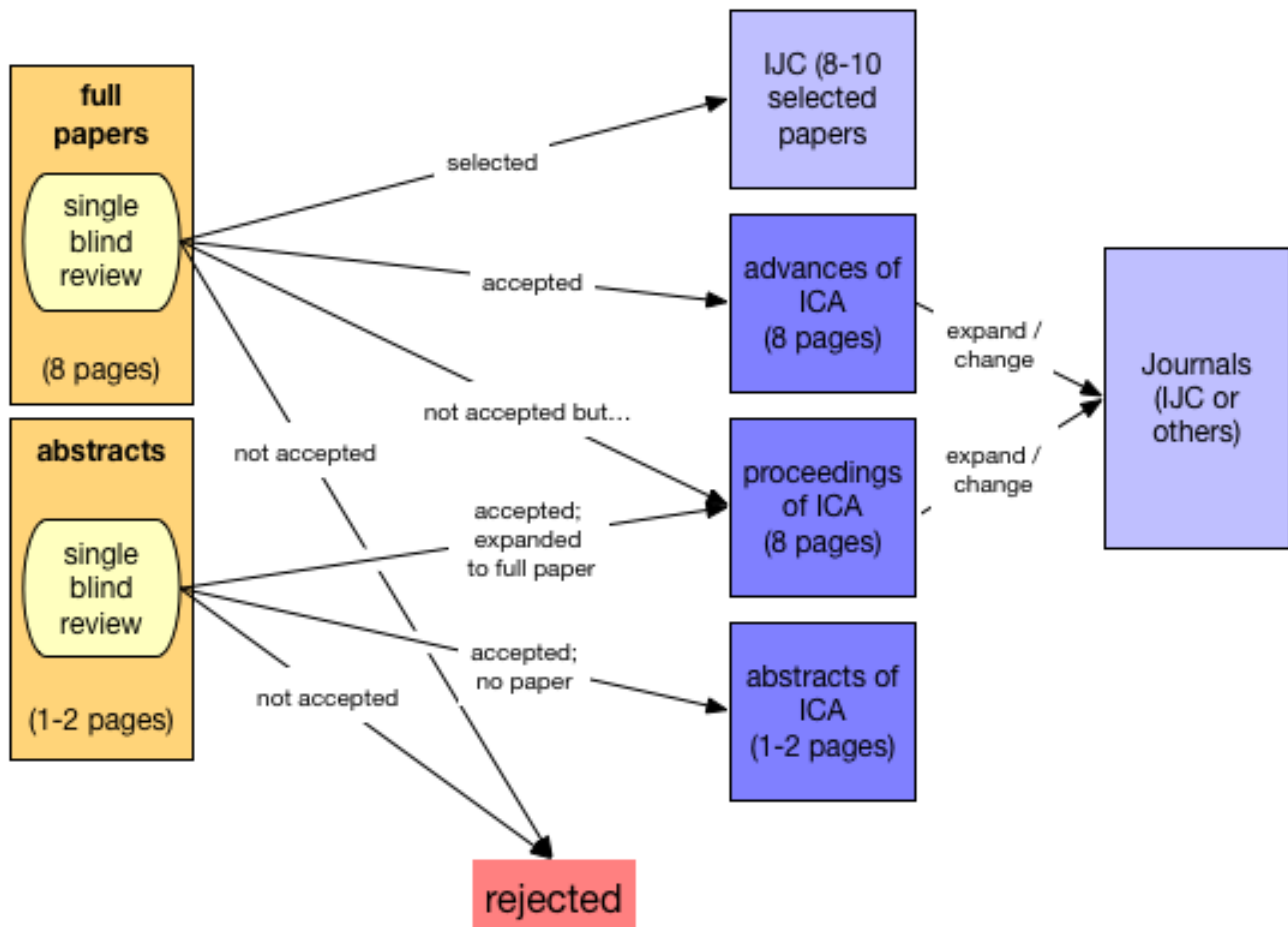 full
papers
single
blind
review
(8 pages)
abstracts
single
blind
review
(1-2 pages)
selected
accepted
not accepted but...
not accepted
accepted;
expanded
to full paper
accepted;
no paper
not accepted
IJC (8-10
selected
papers
advances of
ICA
(8 pages)
proceedings
of ICA
(8 pages)
abstracts of
ICA
(1-2 pages)
rejected
expand /
change
expand /
change
Journals
(IJC or
others)